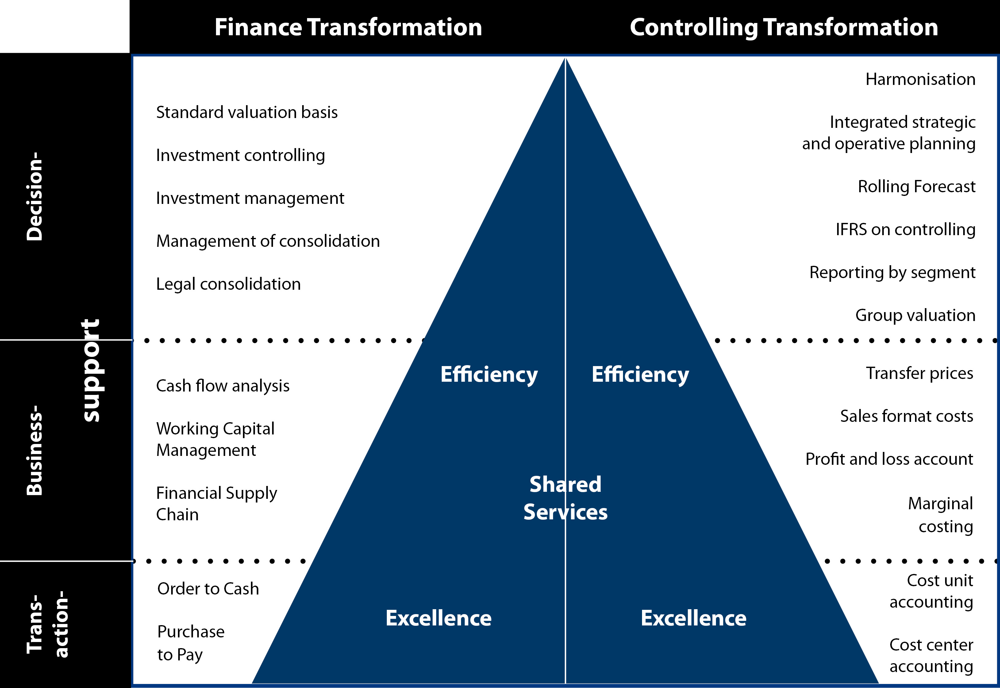 Finance Transformation
Controlling Transformation
Decision-
Business-
support
Trans-
action-
Standard valuation basis
Investment controlling
Investment management
Management of consolidation
Legal consolidation
Cash flow analysis
Working Capital
Management
Financial Supply
Chain
Order to Cash
Purchase
to Pay
Efficiency
Efficiency
Shared
Services
Excellence
Excellence
Harmonisation
Integrated strategic
and operative planning
Rolling Forecast
IFRS on controlling
Reporting by segment
Group valuation
Transfer prices
Sales format costs
Profit and loss account
Marginal
costing
Cost unit
accounting
Cost center
accounting